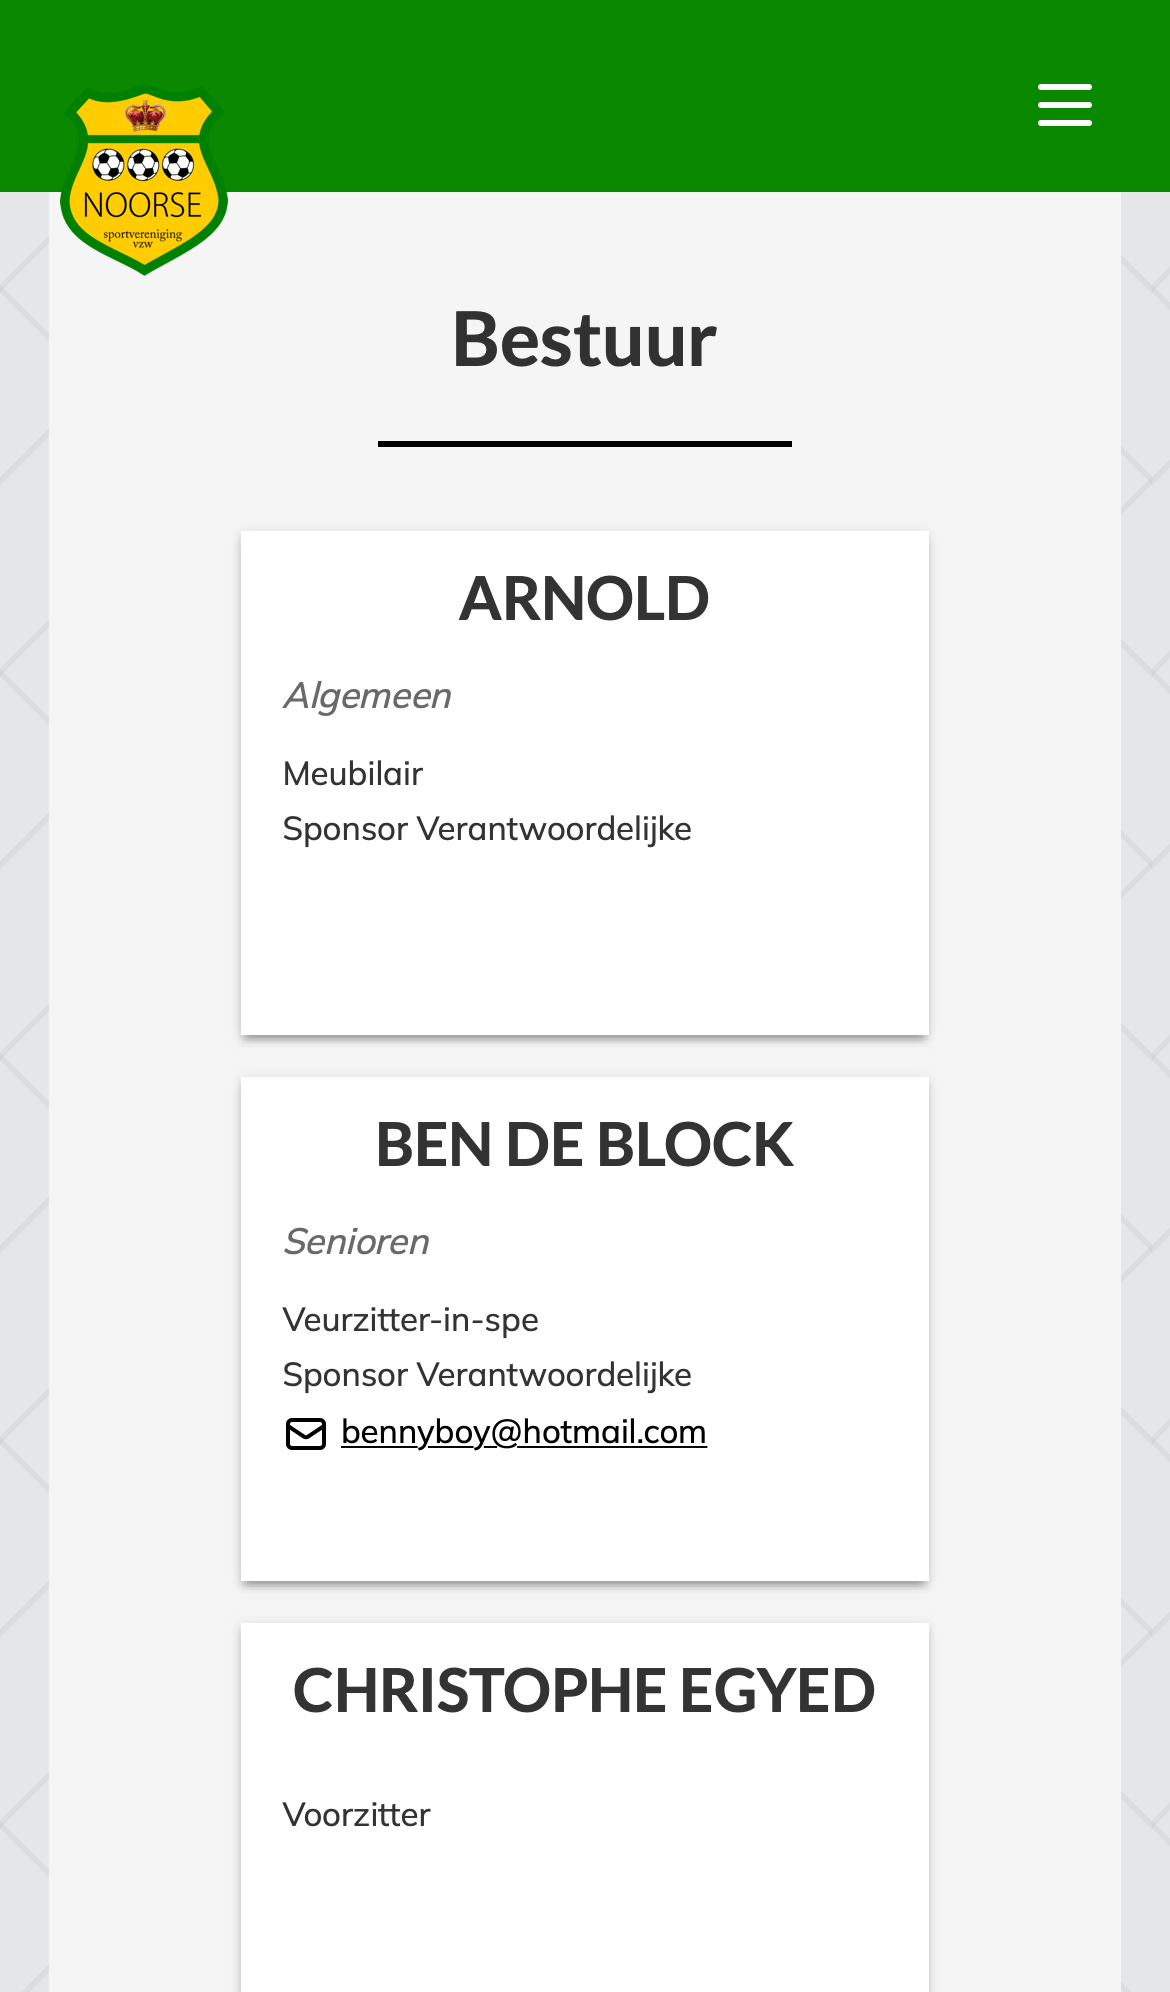 NOORSE
sportvereniging
vzw
Bestuur
ARNOLD
Algemeen
Meubilair
Sponsor Verantwoordelijke
BEN DE BLOCK
Senioren
Veurzitter-in-spe
Sponsor Verantwoordelijke
bennyboy@hotmail.com
CHRISTOPHE EGYED
Voorzitter